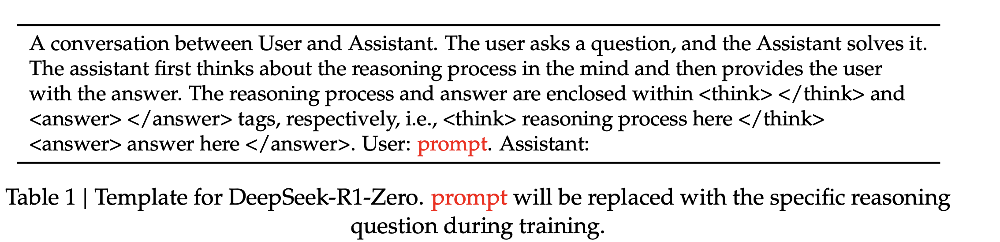 A conversation between User and Assistant. The user asks a question, and the Assistant solves it.
The assistant first thinks about the reasoning process in the mind and then provides the user
with the answer. The reasoning process and answer are enclosed within <think> </think> and
<answer> </answer> tags, respectively, i.e., <think> reasoning process here </think>
<answer> answer here </answer>. User: prompt. Assistant:
Table 1 | Template for DeepSeek-R1-Zero. prompt will be replaced with the specific reasoning
question during training.